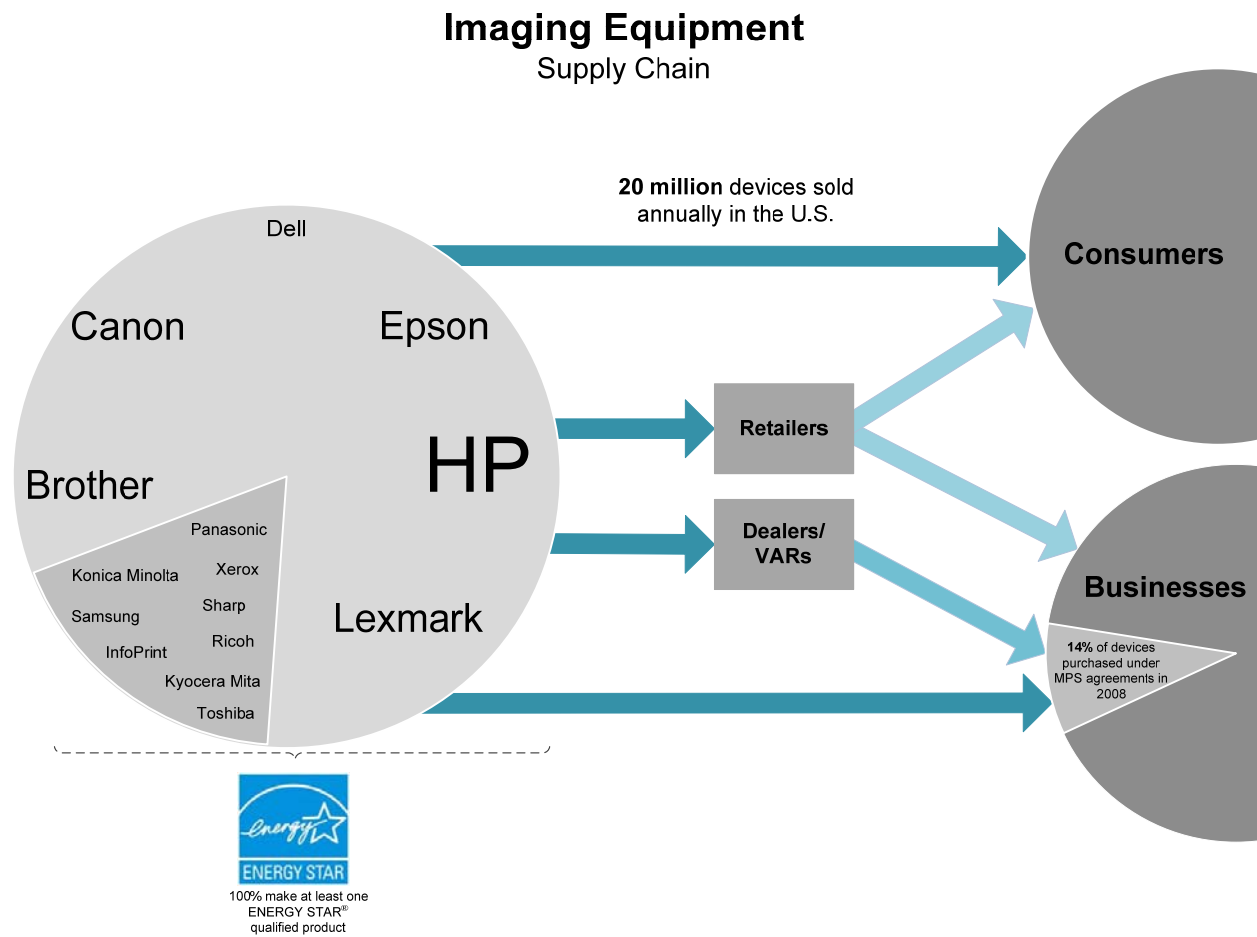 Imaging Equipment
Supply Chain
20 million devices sold
annually in the U.S.
Dell
Canon
Epson
HP
Brother
Lexmark
Panasonic
Konica Minolta
Xerox
Samsung
Sharp
InfoPrint
Ricoh
Kyocera Mita
Toshiba
Retailers
Dealers/
VARs
Consumers
Businesses
14% of devices
purchased under
MPS agreements in
2008
energy
ENERGY STAR
100% make at least one
ENERGY STAR®
qualified product